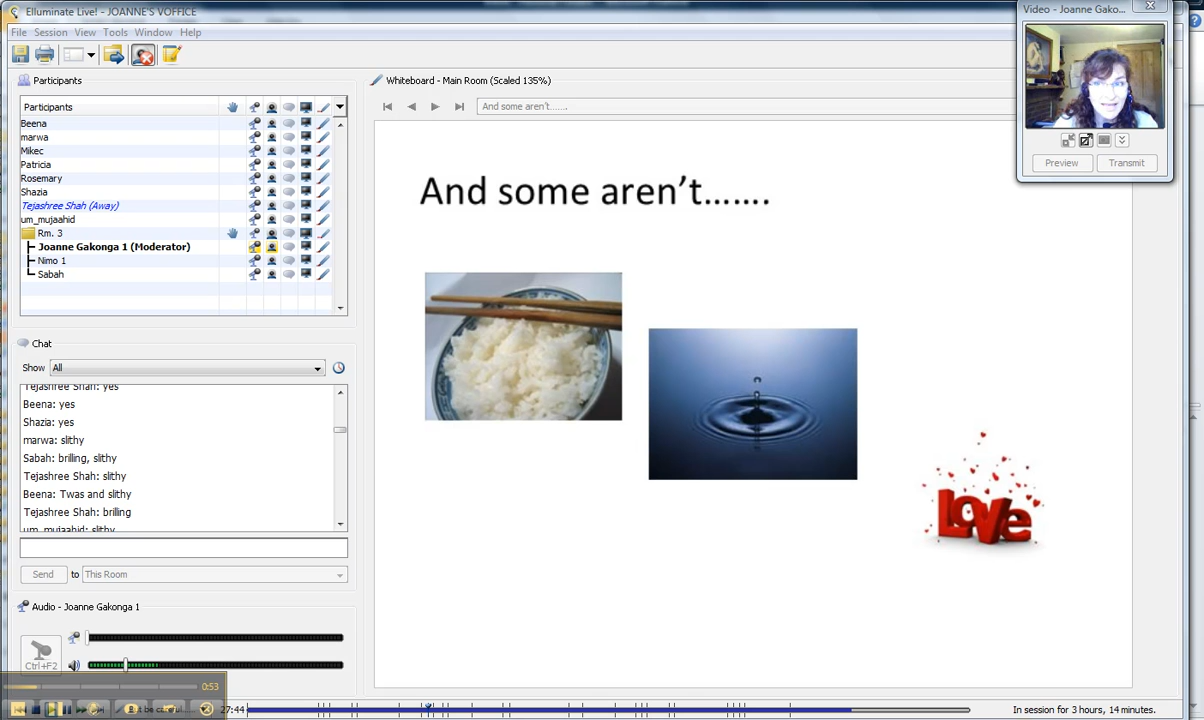 Elluminate Live! - JOANNE'S VOFFICE
File Session View Tools Window Help
Participants
Participants
Beena
marwa
Mikec
Patricia
Rosemary
Shazia
Tejashree Shah (Away)
um_mujaahid
Rm. 3
Joanne Gakonga 1 (Moderator)
Nimo 1
Sabah
Chat
Show All
Tejashree Shah: yes
Beena: yes
Shazia: yes
marwa: slithy
Sabah: brilling, slithy
Tejashree Shah: slithy
Beena: Twas and slithy
Tejashree Shah: brilling
um_mujaahid: slithy
Send to This Room
Audio - Joanne Gakonga 1
Ctrl+F2
0:53
27:44
Whiteboard - Main Room (Scaled 135%)
And some aren't......
And some aren’t…….
Love
Video - Joanne Gako...
Preview Transmit
In session for 3 hours, 14 minutes.